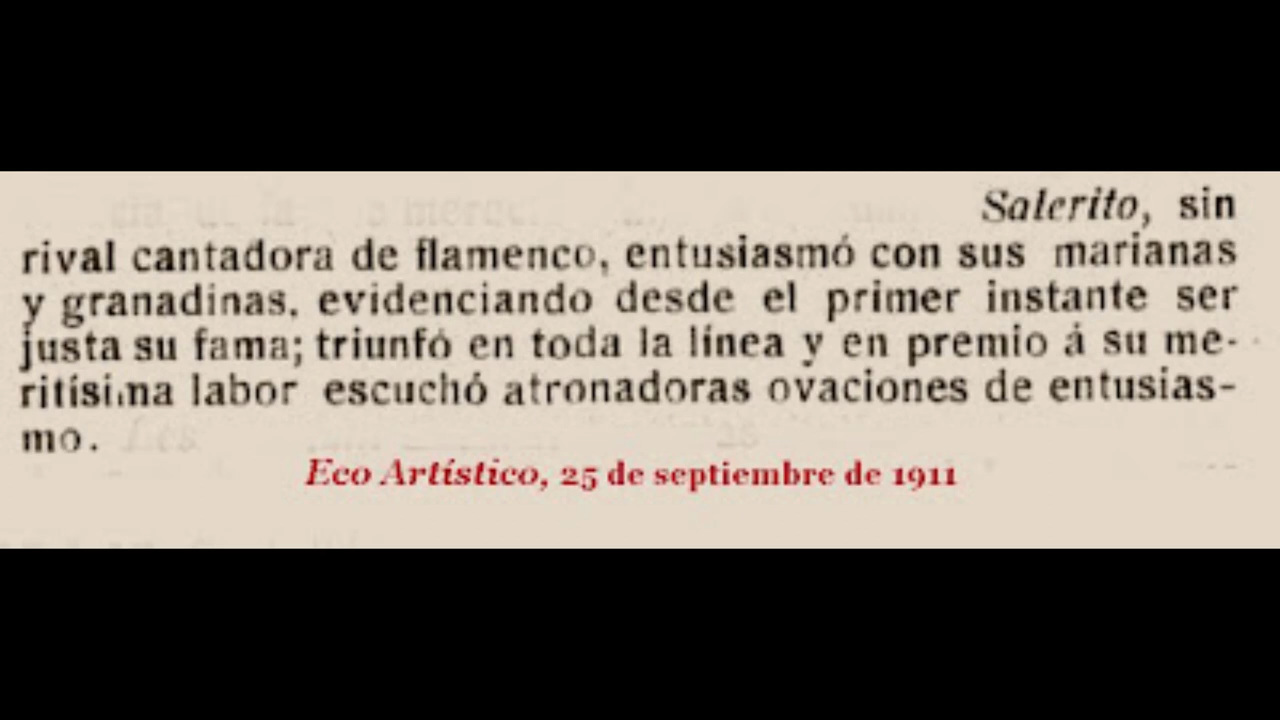 Salerito, sin
rival cantadora de flamenco, entusiasmó con sus marianas
y granadinas, evidenciando desde el primer instante ser
justa su fama; triunfó en toda la línea y en premio á su me-
ritísima labor escuchó atronadoras ovaciones de entusias-
mo.
Eco Artístico, 25 de septiembre de 1911